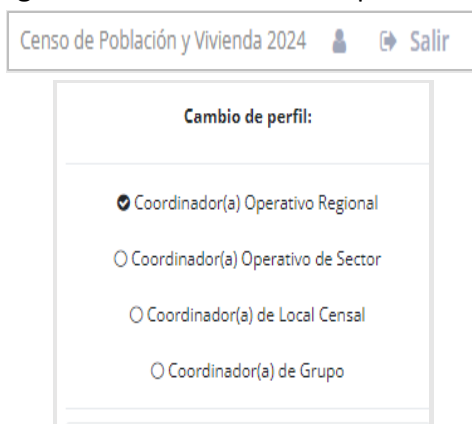 Censo de Población y Vivienda 2024 Salir
Cambio de perfil:
Coordinador(a) Operativo Regional
Coordinador(a) Operativo de Sector
Coordinador(a) de Local Censal
Coordinador(a) de Grupo